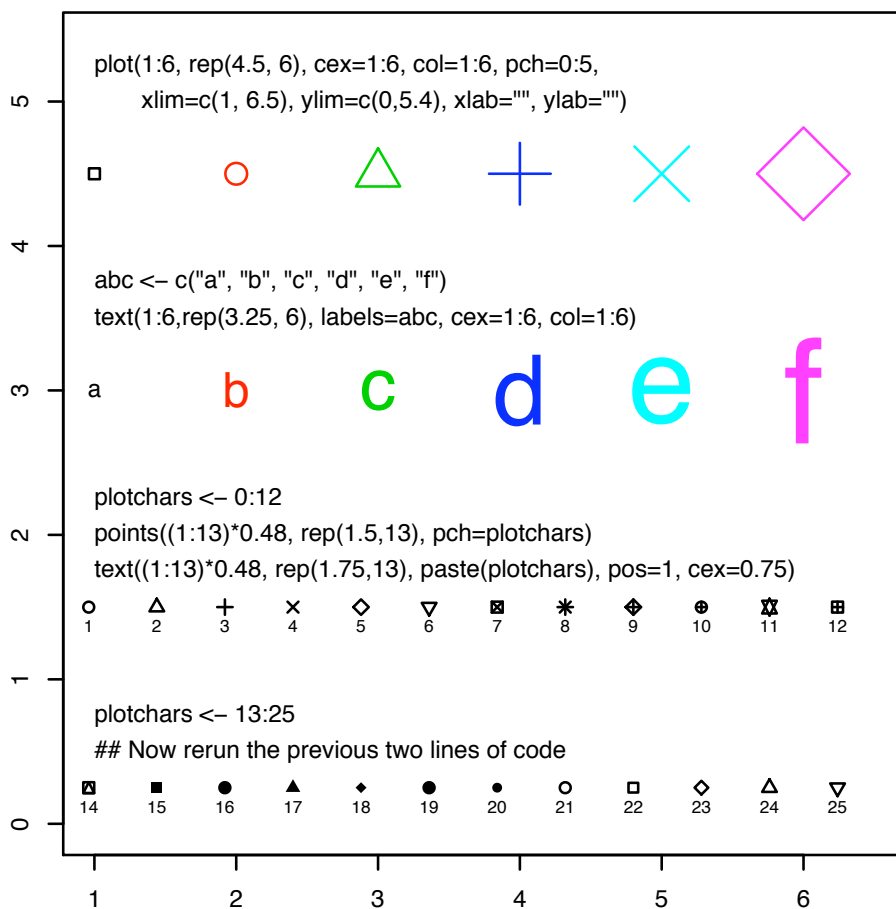 plot(1:6, rep(4.5, 6), cex=1:6, col=1:6, pch=0:5,
xlim=c(1, 6.5), ylim=c(0,5.4), xlab="", ylab="")
5
4
abc <− c("a", "b", "c", "d", "e", "f")
text(1:6,rep(3.25, 6), labels=abc, cex=1:6, col=1:6)
3
a b c d e f
plotchars <− 0:12
2
points((1:13)*0.48, rep(1.5,13), pch=plotchars)
text((1:13)*0.48, rep(1.75,13), paste(plotchars), pos=1, cex=0.75)
1 2 3 4 5 6 7 8 9 10 11 12
1
plotchars <− 13:25
## Now rerun the previous two lines of code
14 15 16 17 18 19 20 21 22 23 24 25
0
1 2 3 4 5 6